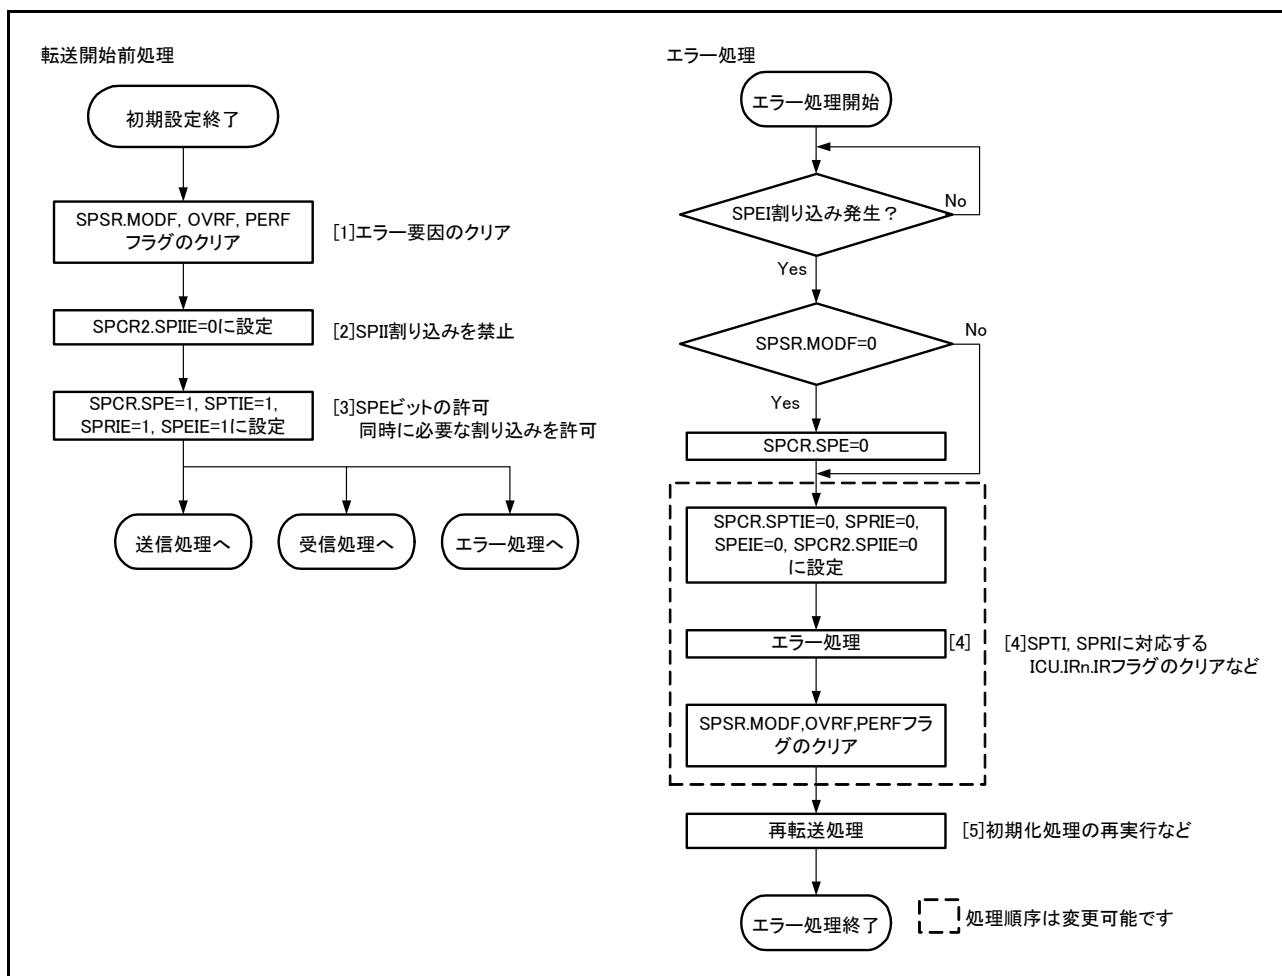 転送開始前処理
初期設定終了
SPSR.MODF, OVRF, PERF
フラグのクリア
[1]エラー要因のクリア
SPCR2.SPIIE=0に設定
[2]SPII割り込みを禁止
SPCR.SPE=1, SPTIE=1,
SPRIE=1, SPEIE=1に設定
[3]SPEビットの許可
同時に必要な割り込みを許可
送信処理へ
受信処理へ
エラー処理へ
エラー処理
エラー処理開始
SPEI割り込み発生？
No
Yes
SPSR.MODF=0
No
Yes
SPCR.SPE=0
SPCR.SPTIE=0, SPRIE=0,
SPEIE=0, SPCR2.SPIIE=0
に設定
エラー処理
[4]
[4]SPTI, SPRIに対応する
ICU.IRn.IRフラグのクリアなど
SPSR.MODF,OVRF,PERFフラ
グのクリア
再転送処理
[5]初期化処理の再実行など
エラー処理終了
処理順序は変更可能です